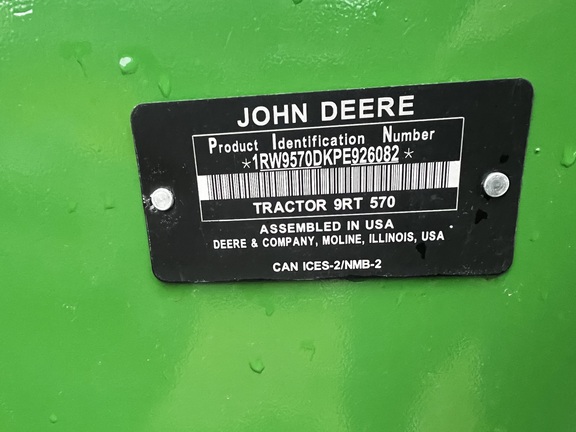 JOHN DEERE
Product Identification Number
*1RW9570DKPE926082*
TRACTOR 9RT 570
ASSEMBLED IN USA
DEERE & COMPANY, MOLINE, ILLINOIS, USA
CAN ICES-2/NMB-2